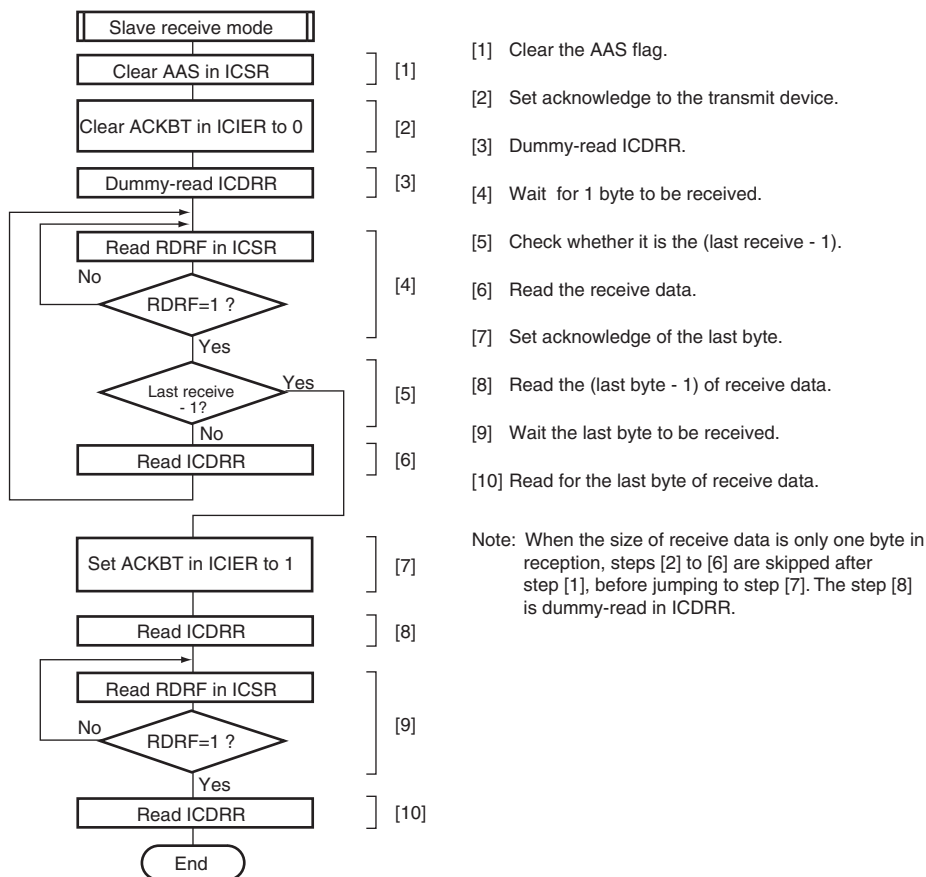 Slave receive mode
Clear AAS in ICSR
[1]
Clear ACKBT in ICIER to 0
[2]
Dummy-read ICDRR
[3]
Read RDRF in ICSR
No
RDRF=1 ?
[4]
Yes
Last receive
- 1?
Yes
[5]
No
Read ICDRR
[6]
Set ACKBT in ICIER to 1
[7]
Read ICDRR
[8]
Read RDRF in ICSR
No
RDRF=1 ?
[9]
Yes
Read ICDRR
[10]
End
[1] Clear the AAS flag.
[2] Set acknowledge to the transmit device.
[3] Dummy-read ICDRR.
[4] Wait for 1 byte to be received.
[5] Check whether it is the (last receive - 1).
[6] Read the receive data.
[7] Set acknowledge of the last byte.
[8] Read the (last byte - 1) of receive data.
[9] Wait the last byte to be received.
[10] Read for the last byte of receive data.
Note: When the size of receive data is only one byte in
reception, steps [2] to [6] are skipped after
step [1], before jumping to step [7]. The step [8]
is dummy-read in ICDRR.